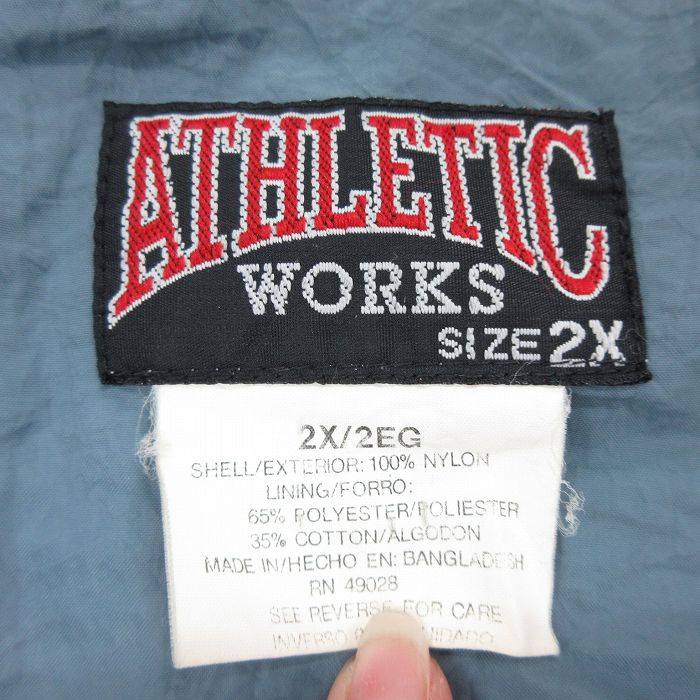 ATHLETIC
WORKS
SIZE 2X
2X/2EG
SHELL/EXTERIOR: 100% NYLON
LINING/FORRO:
65% POLYESTER/POLIESTER
35% COTTON/ALGODON
MADE IN/HECHO EN: BANGLADESH
RN 49028
SEE REVERSE FOR CARE
INVERSO